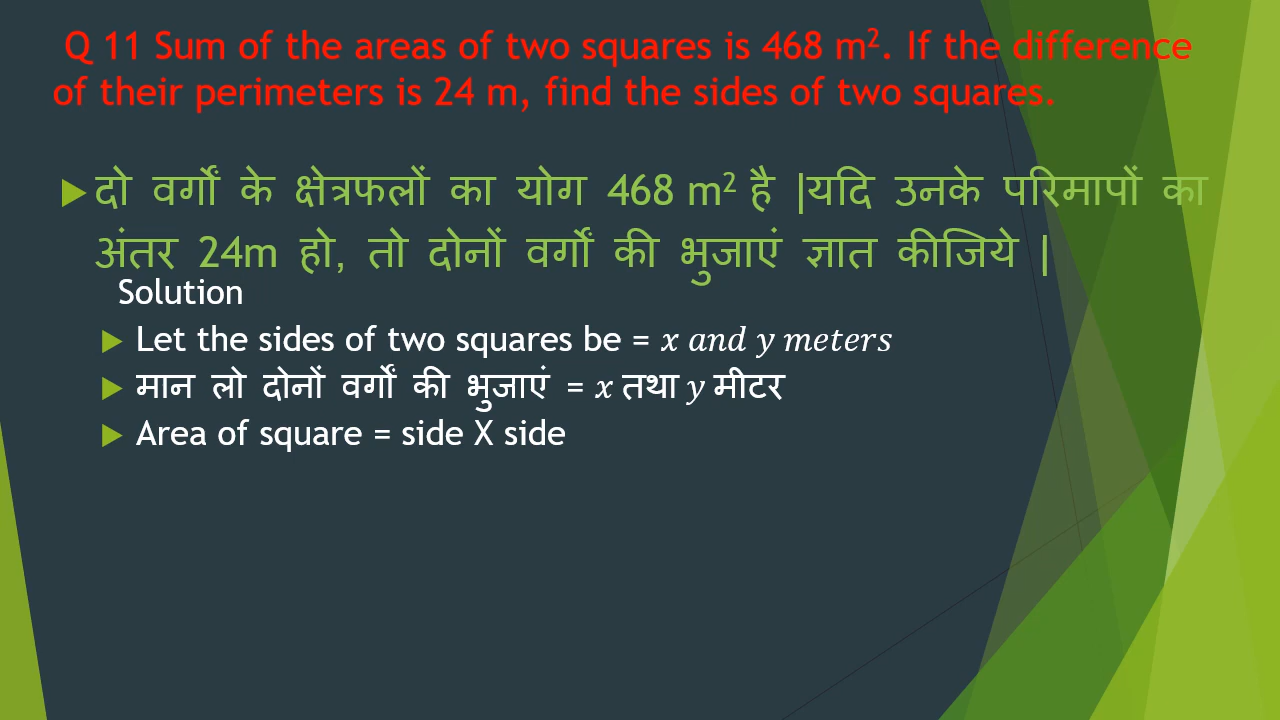 Q 11 Sum of the areas of two squares is 468 m². If the difference
of their perimeters is 24 m, find the sides of two squares.
दो वर्गों के क्षेत्रफलों का योग 468 m² है |यदि उनके परिमापों का
अंतर 24m हो, तो दोनों वर्गों की भुजाएं ज्ञात कीजिये |
Solution
Let the sides of two squares be = x and y meters
मान लो दोनों वर्गों की भुजाएं = x तथा y मीटर
Area of square = side X side